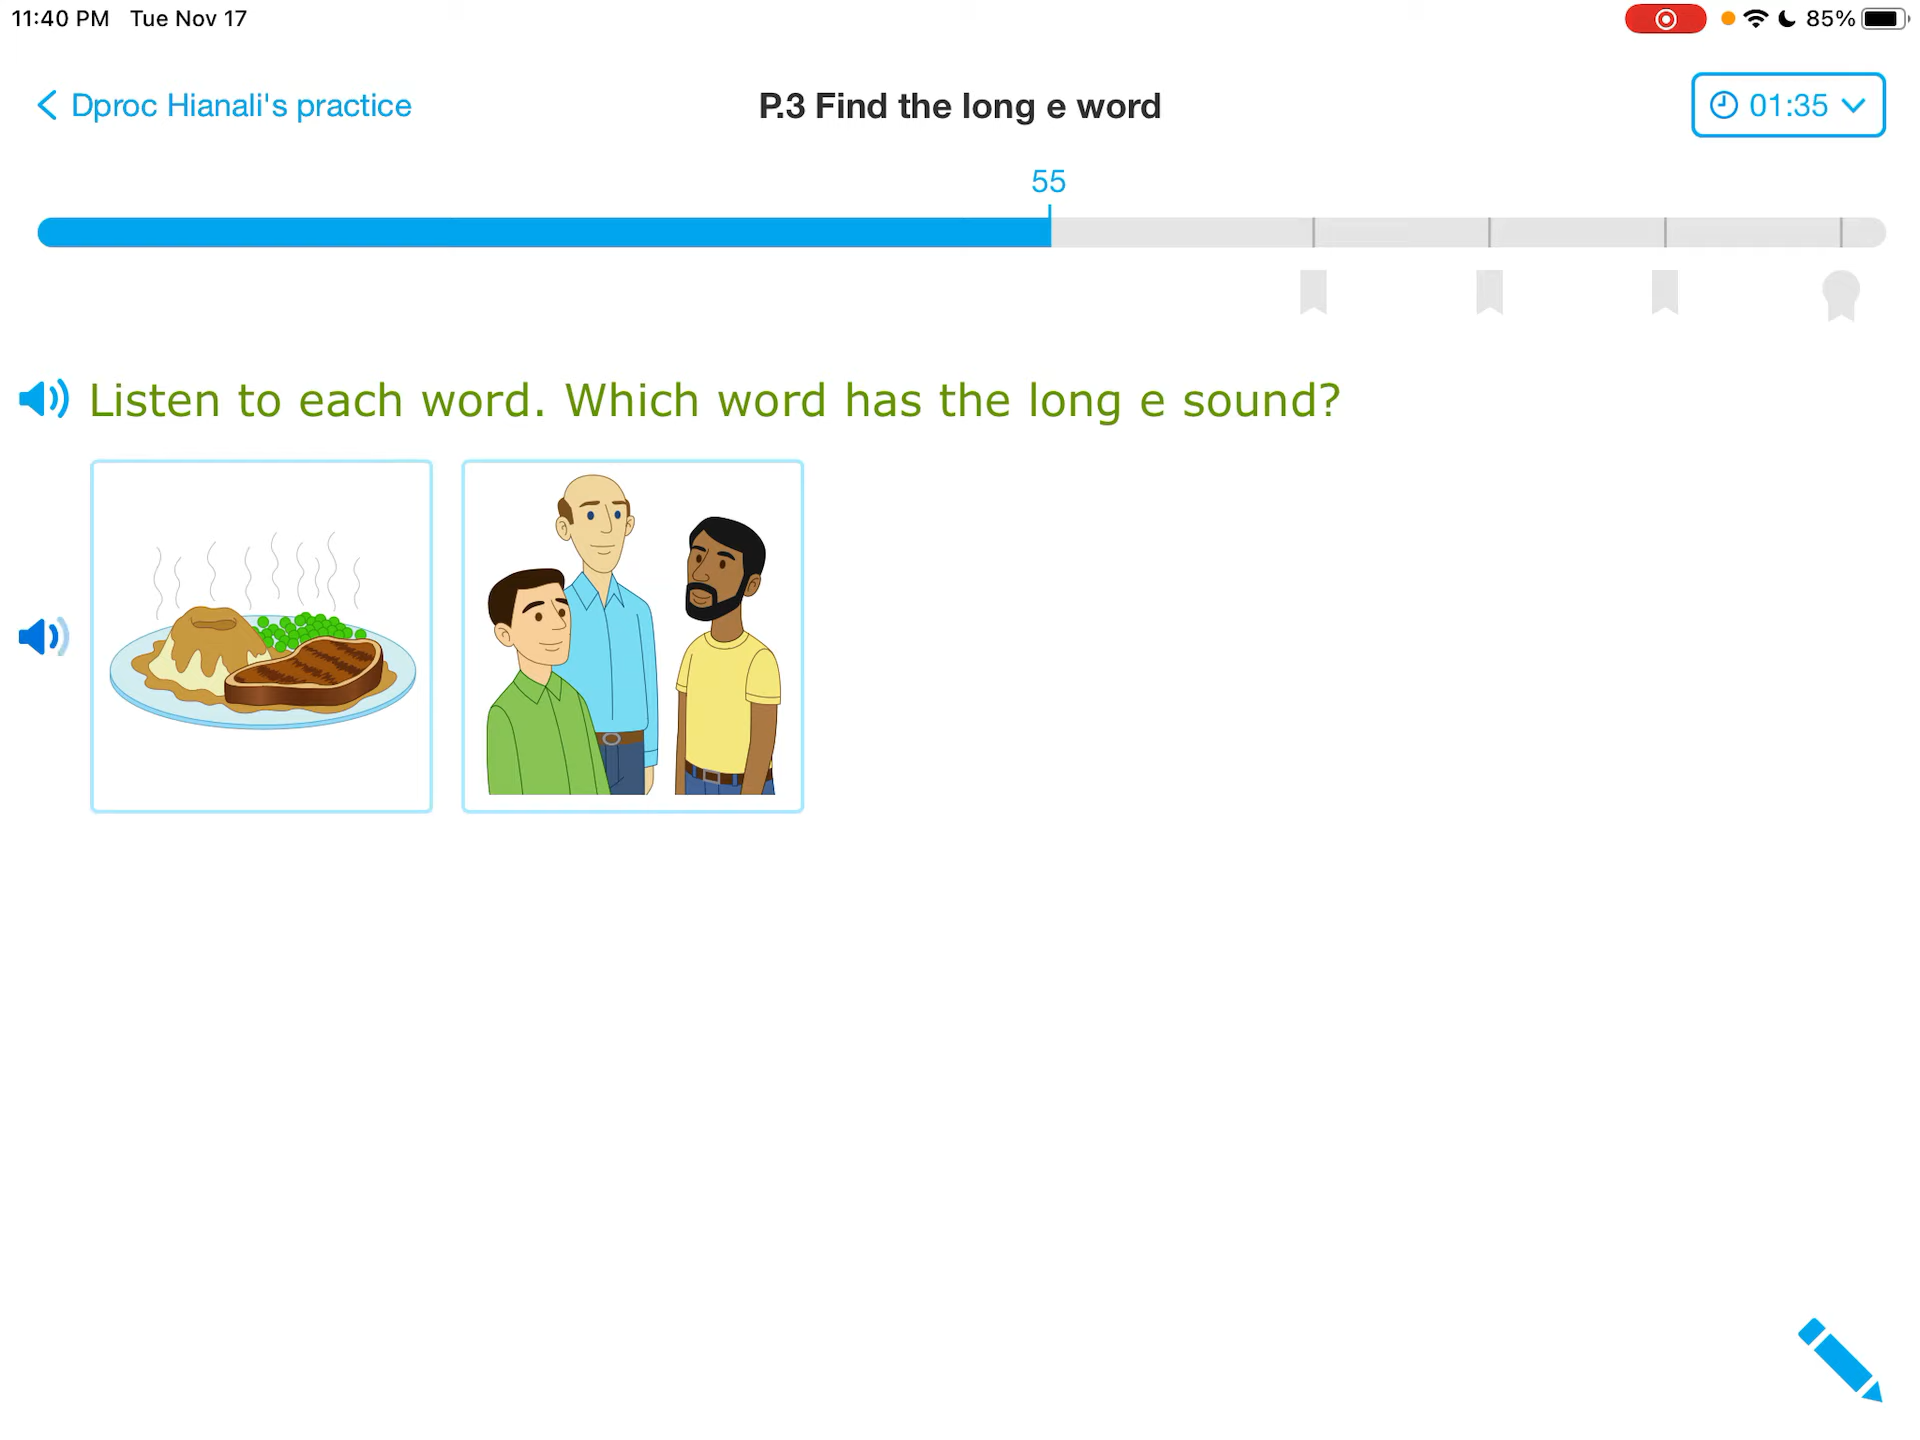 11:40 PM Tue Nov 17
85%
Dproc Hianali's practice
P.3 Find the long e word
01:35
55
Listen to each word. Which word has the long e sound?